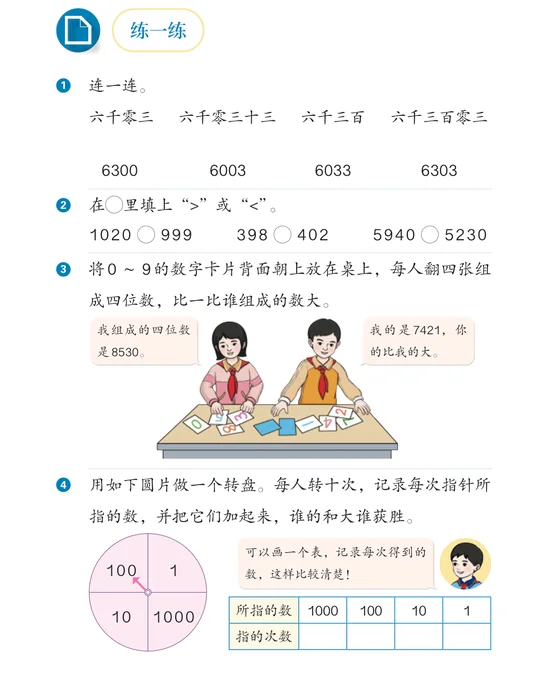 练一练
1 连一连。
六千零三 六千零三十三 六千三百 六千三百零三
6300 6003 6033 6303
2 在○里填上“>”或“<”。
1020 ○ 999 398 ○ 402 5940 ○ 5230
3 将0～9的数字卡片背面朝上放在桌上，每人翻四张组
成四位数，比一比谁组成的数大。
我组成的四位数
是8530。
我的是7421，你
的比我的大。
0 5 8 3 1 4 2 7
4 用如下圆片做一个转盘。每人转十次，记录每次指针所
指的数，并把它们加起来，谁的和大谁获胜。
100 1
10 1000
可以画一个表，记录每次得到的
数，这样比较清楚！
所指的数 1000 100 10 1
指的次数